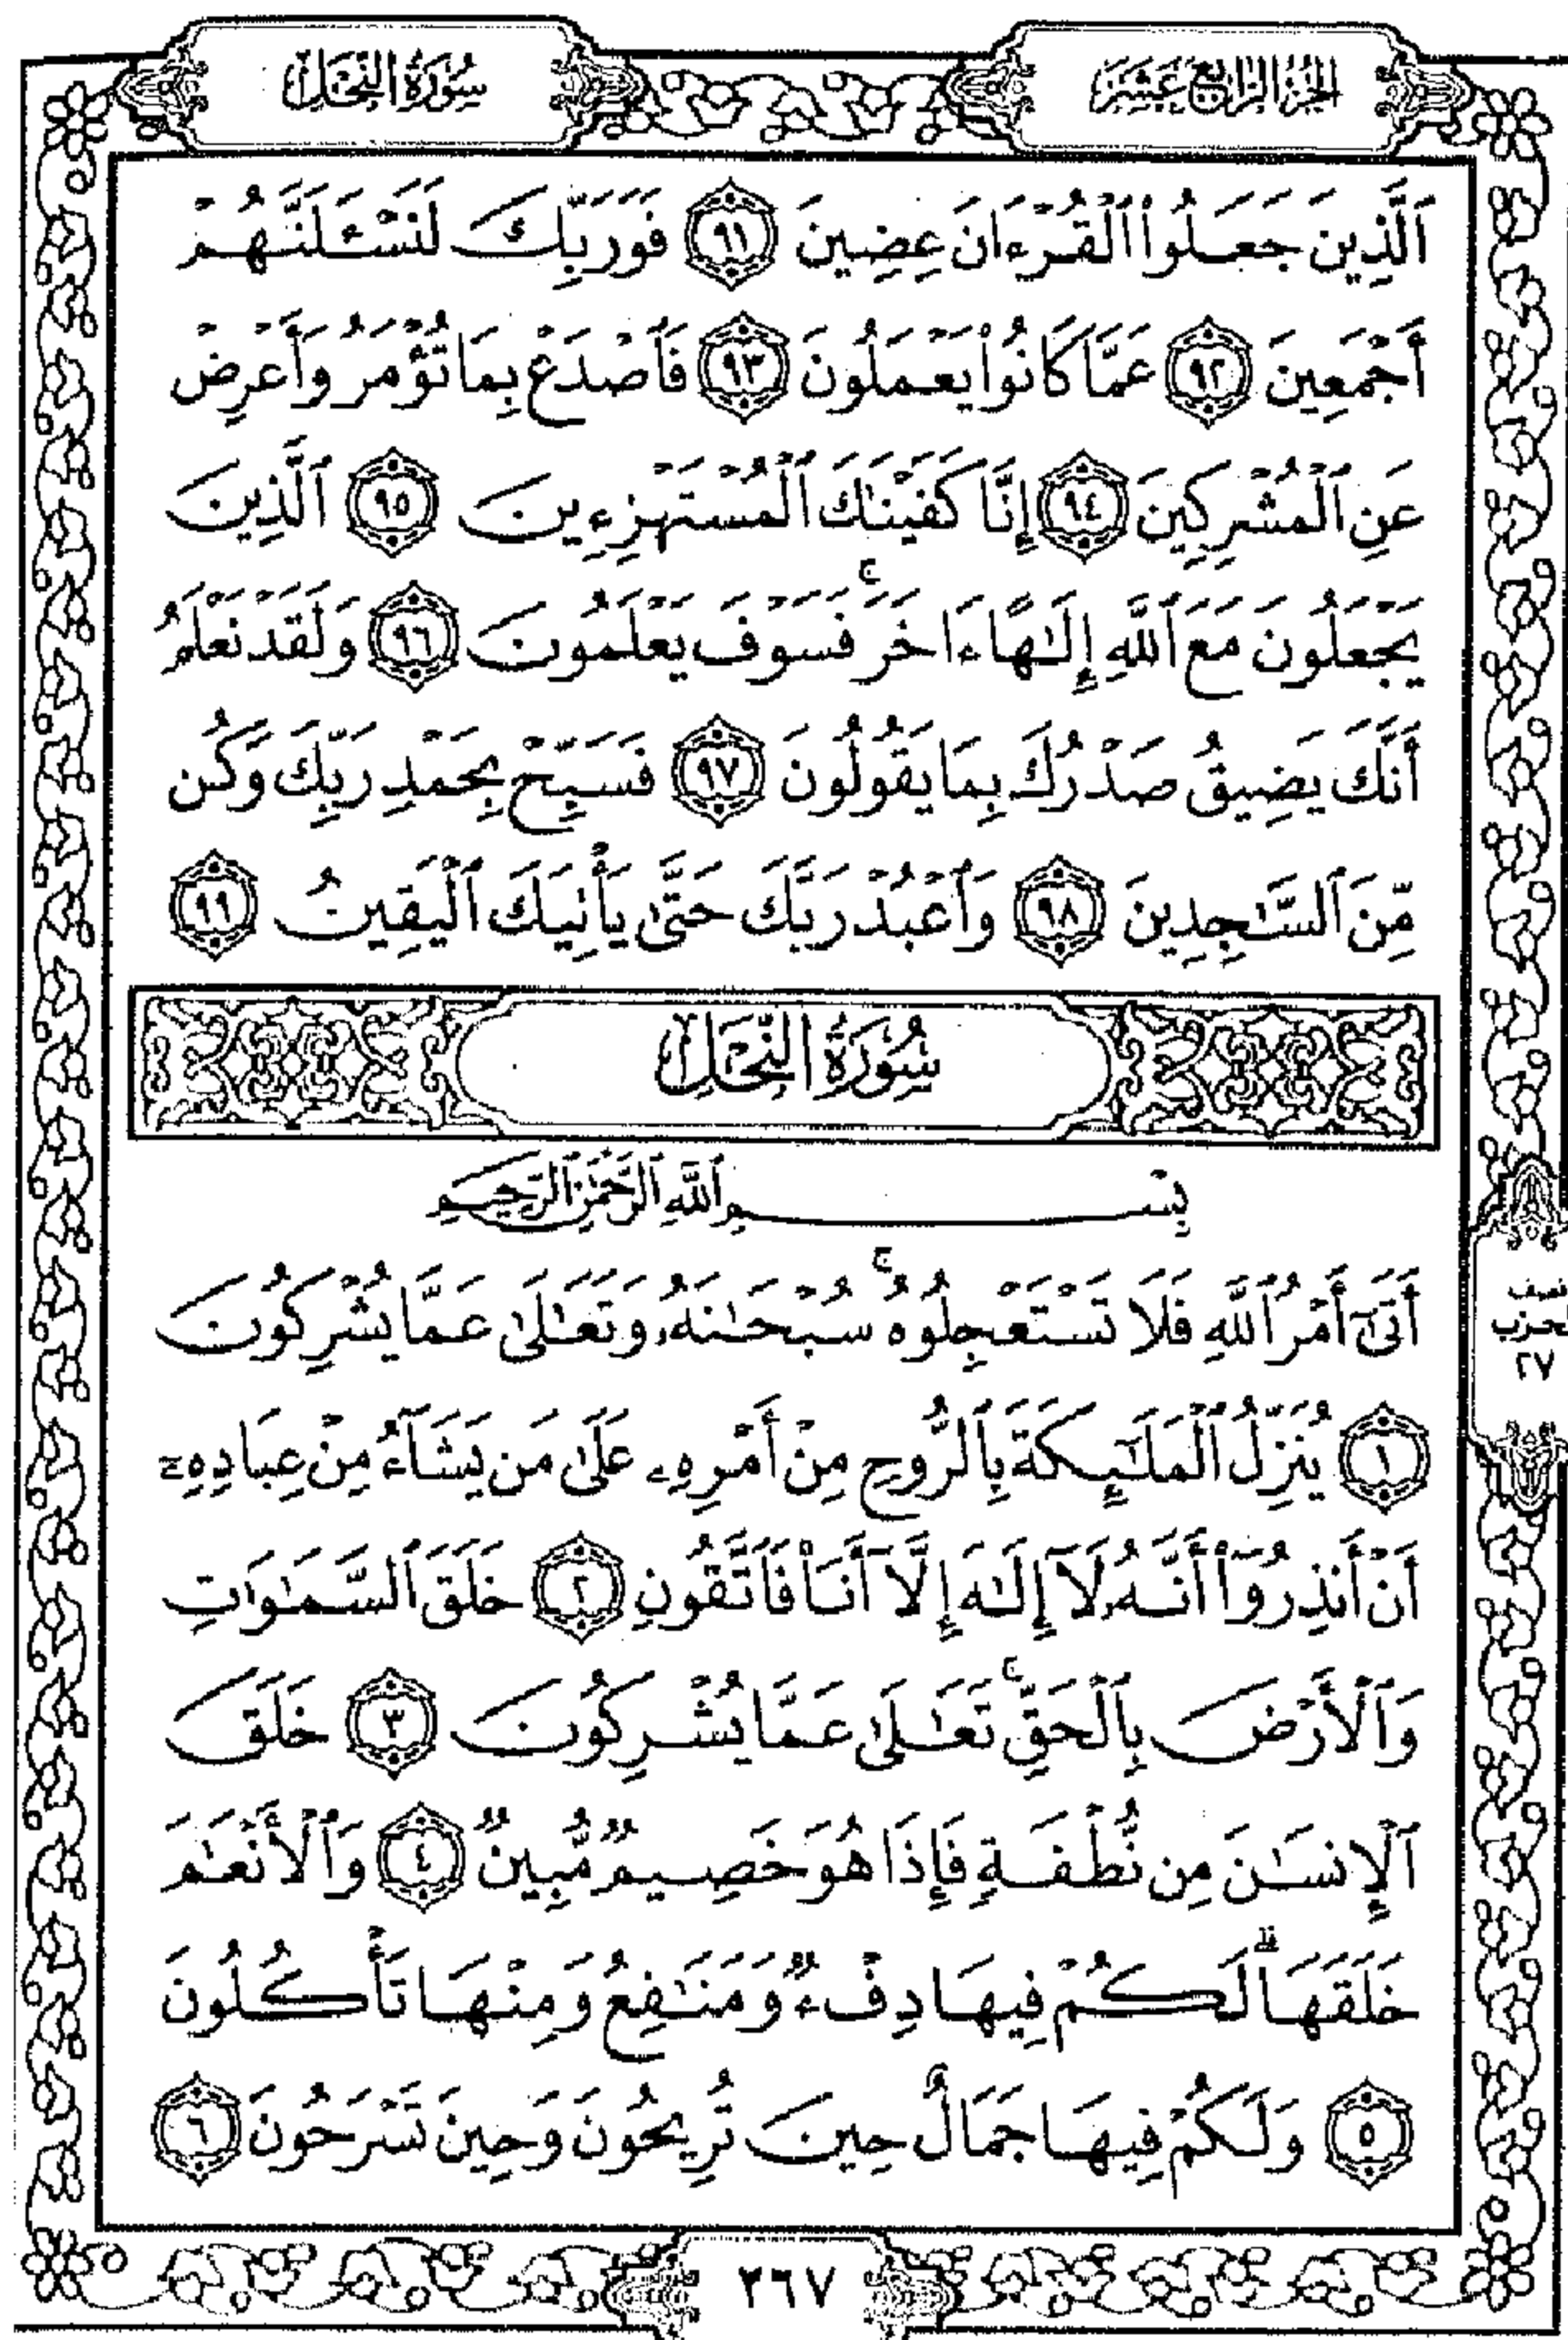 الجزء الرابع عشر
سورة النحل
ٱلَّذِينَ جَعَلُوا۟ ٱلْقُرْءَانَ عِضِينَ ٩١ فَوَرَبِّكَ لَنَسْـَٔلَنَّهُمْ
أَجْمَعِينَ ٩٢ عَمَّا كَانُوا۟ يَعْمَلُونَ ٩٣ فَٱصْدَعْ بِمَا تُؤْمَرُ وَأَعْرِضْ
عَنِ ٱلْمُشْرِكِينَ ٩٤ إِنَّا كَفَيْنَٰكَ ٱلْمُسْتَهْزِءِينَ ٩٥ ٱلَّذِينَ
يَجْعَلُونَ مَعَ ٱللَّهِ إِلَٰهًا ءَاخَرَ ۚ فَسَوْفَ يَعْلَمُونَ ٩٦ وَلَقَدْ نَعْلَمُ
أَنَّكَ يَضِيقُ صَدْرُكَ بِمَا يَقُولُونَ ٩٧ فَسَبِّحْ بِحَمْدِ رَبِّكَ وَكُن
مِّنَ ٱلسَّٰجِدِينَ ٩٨ وَٱعْبُدْ رَبَّكَ حَتَّىٰ يَأْتِيَكَ ٱلْيَقِينُ ٩٩
سُورَةُ النَّحْلِ
بِسْمِ ٱللَّهِ ٱلرَّحْمَٰنِ ٱلرَّحِيمِ
أَتَىٰٓ أَمْرُ ٱللَّهِ فَلَا تَسْتَعْجِلُوهُ ۚ سُبْحَٰنَهُۥ وَتَعَٰلَىٰ عَمَّا يُشْرِكُونَ
١ يُنَزِّلُ ٱلْمَلَٰٓئِكَةَ بِٱلرُّوحِ مِنْ أَمْرِهِۦ عَلَىٰ مَن يَشَآءُ مِنْ عِبَادِهِۦٓ
أَنْ أَنذِرُوٓا۟ أَنَّهُۥ لَآ إِلَٰهَ إِلَّآ أَنَا۠ فَٱتَّقُونِ ٢ خَلَقَ ٱلسَّمَٰوَٰتِ
وَٱلْأَرْضَ بِٱلْحَقِّ ۚ تَعَٰلَىٰ عَمَّا يُشْرِكُونَ ٣ خَلَقَ
ٱلْإِنسَٰنَ مِن نُّطْفَةٍ فَإِذَا هُوَ خَصِيمٌ مُّبِينٌ ٤ وَٱلْأَنْعَٰمَ
خَلَقَهَا ۗ لَكُمْ فِيهَا دِفْءٌ وَمَنَٰفِعُ وَمِنْهَا تَأْكُلُونَ
٥ وَلَكُمْ فِيهَا جَمَالٌ حِينَ تُرِيحُونَ وَحِينَ تَسْرَحُونَ ٦
نصف
الحزب
٢٧
٢٦٧